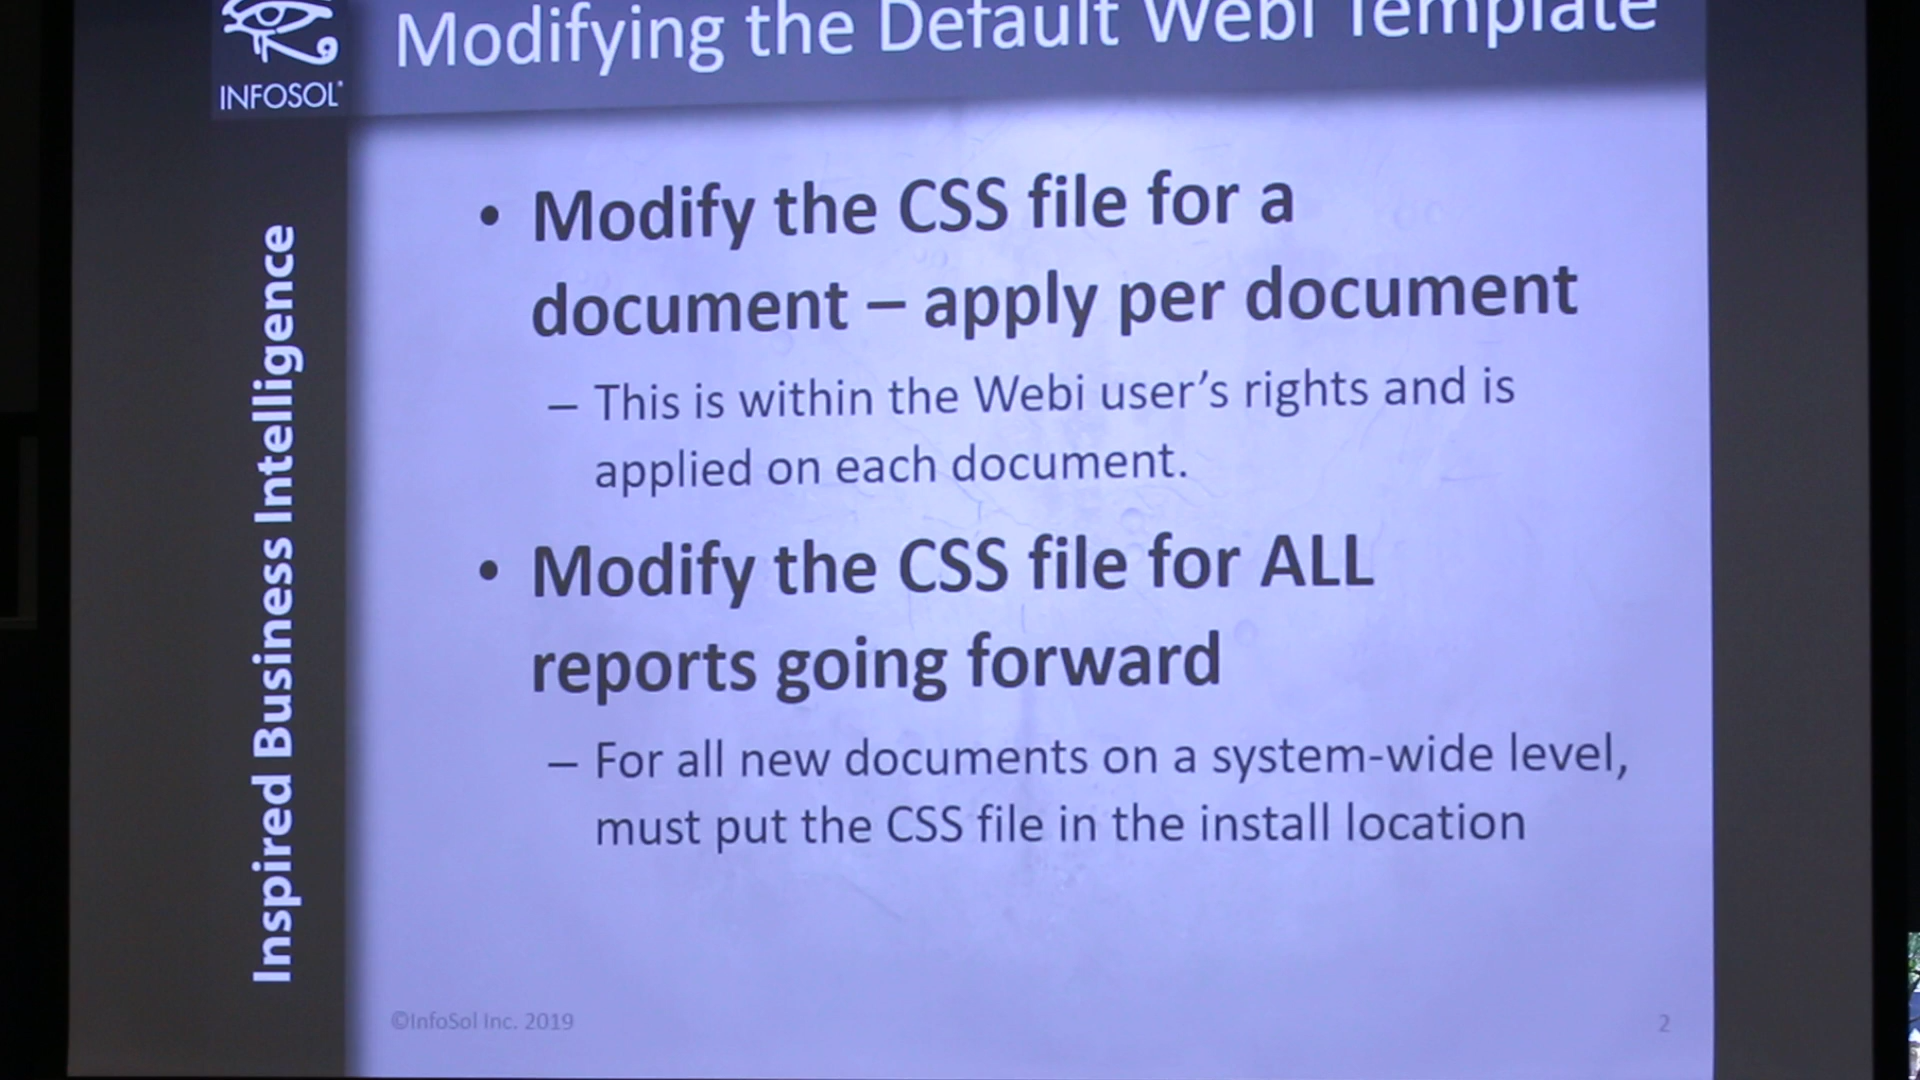 INFOSOL
Modifying the Default Webi Template
Inspired Business Intelligence
• Modify the CSS file for a
document – apply per document
– This is within the Webi user's rights and is
applied on each document.
• Modify the CSS file for ALL
reports going forward
– For all new documents on a system-wide level,
must put the CSS file in the install location
©InfoSol Inc. 2019
2